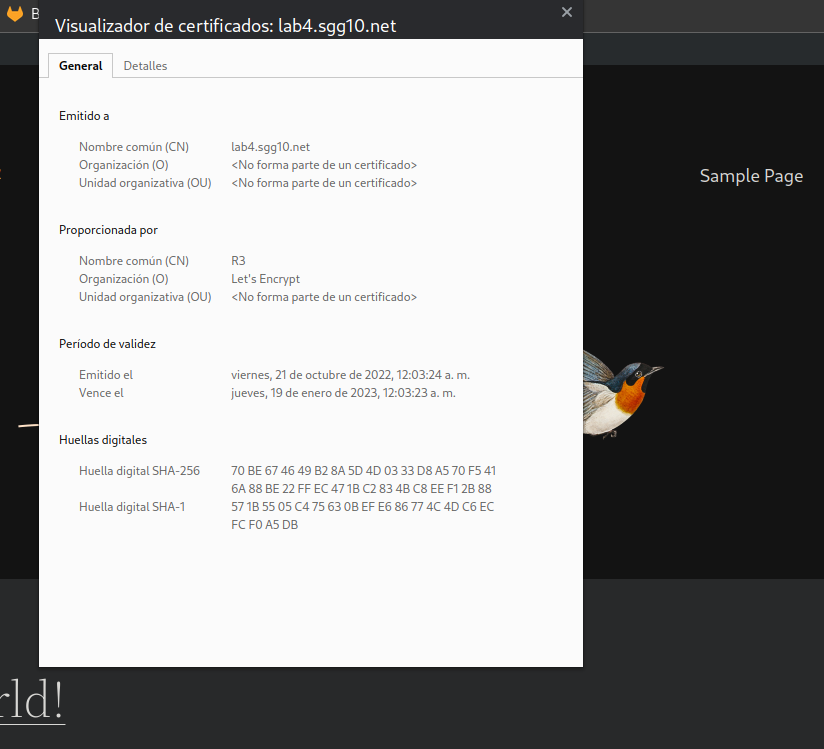 B
Visualizador de certificados: lab4.sgg10.net
General Detalles
Emitido a
Nombre común (CN) lab4.sgg10.net
Organización (O) <No forma parte de un certificado>
Unidad organizativa (OU) <No forma parte de un certificado>
Sample Page
Proporcionada por
Nombre común (CN) R3
Organización (O) Let's Encrypt
Unidad organizativa (OU) <No forma parte de un certificado>
Período de validez
Emitido el viernes, 21 de octubre de 2022, 12:03:24 a. m.
Vence el jueves, 19 de enero de 2023, 12:03:23 a. m.
Huellas digitales
Huella digital SHA-256 70 BE 67 46 49 B2 8A 5D 4D 03 33 D8 A5 70 F5 41
6A 88 BE 22 FF EC 47 1B C2 83 4B C8 EE F1 2B 88
Huella digital SHA-1 57 1B 55 05 C4 75 63 0B EF E6 86 77 4C 4D C6 EC
FC F0 A5 DB
rld!